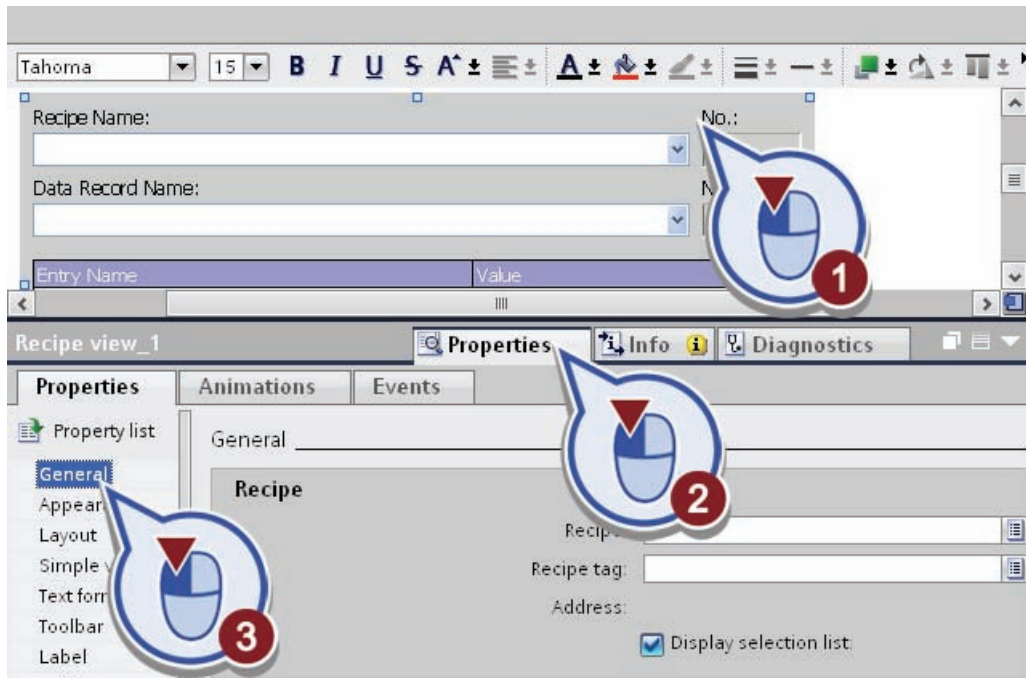 Tahoma 15 B I U S A A
Recipe Name: No.:
Data Record Name: N
Entry Name Value
1
Recipe view_1 Properties Info Diagnostics
2
Properties Animations Events
Property list General
General
Recipe
Appear
Layout
Simple v
Text form
Toolbar
Label
3
Recipe
Recipe tag:
Address:
Display selection list: